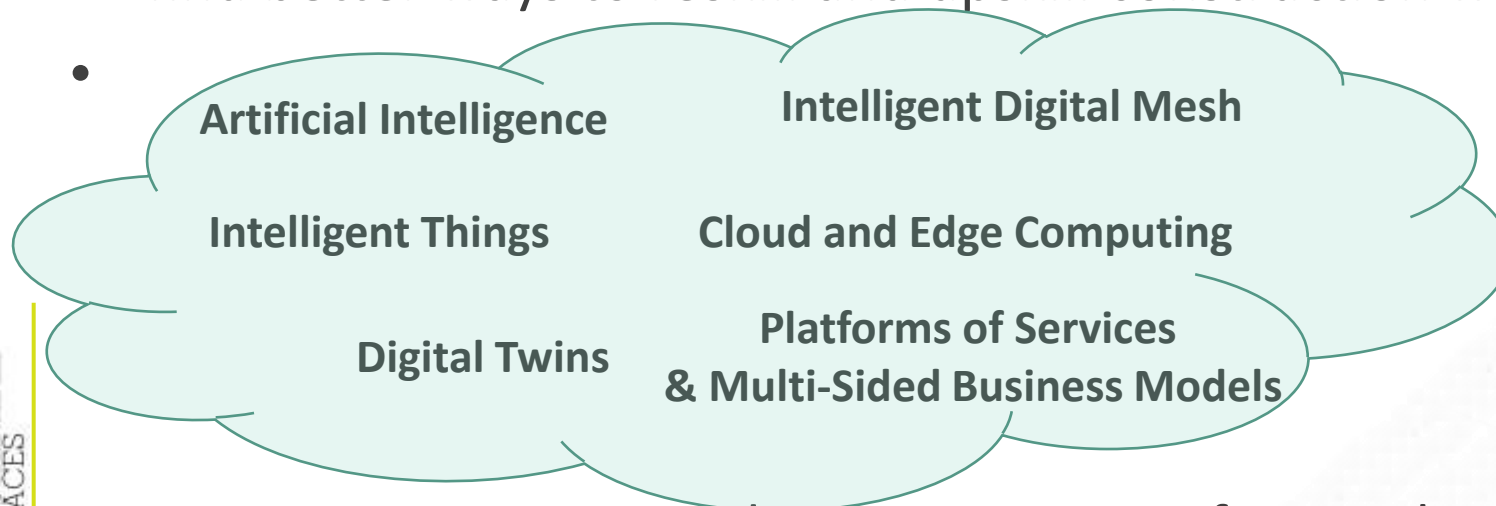 •
Artificial Intelligence
Intelligent Digital Mesh
Intelligent Things
Cloud and Edge Computing
Digital Twins
Platforms of Services
& Multi-Sided Business Models
ACES